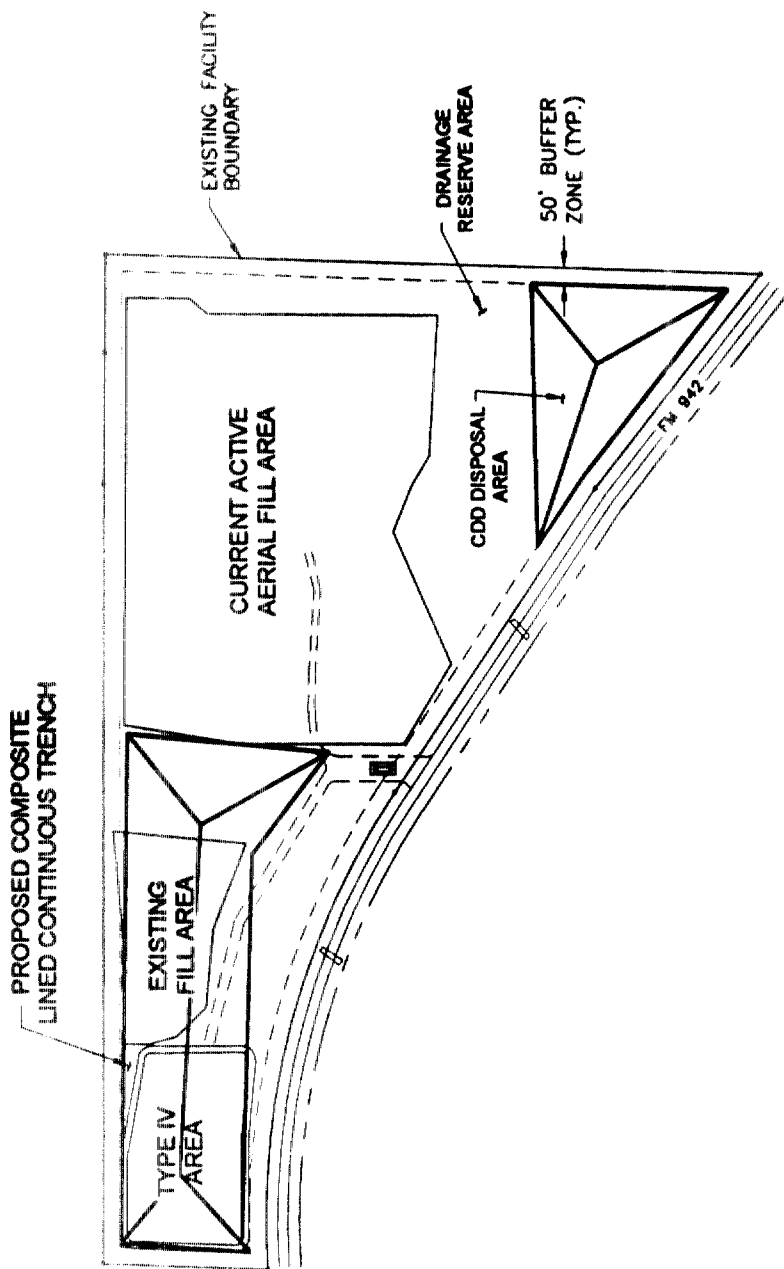 PROPOSED COMPOSITE
LINED CONTINUOUS TRENCH
TYPE IV
AREA
EXISTING
FILL AREA
CURRENT ACTIVE
AERIAL FILL AREA
EXISTING FACILITY
BOUNDARY
DRAINAGE
RESERVE AREA
CDD DISPOSAL
AREA
50' BUFFER
ZONE (TYP.)
FM 942